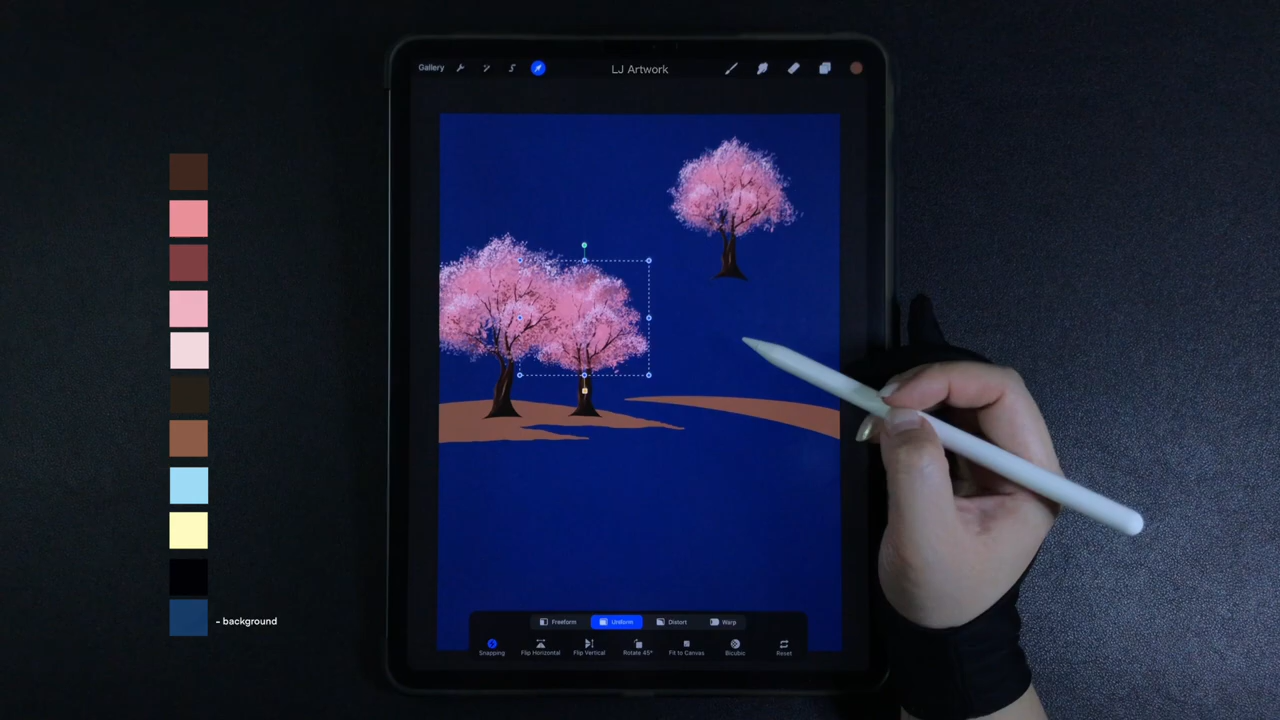 Gallery
LJ Artwork
- background
Freeform
Uniform
Distort
Warp
Snapping
Flip Horizontal
Flip Vertical
Rotate 45°
Fit to Canvas
Bicubic
Reset